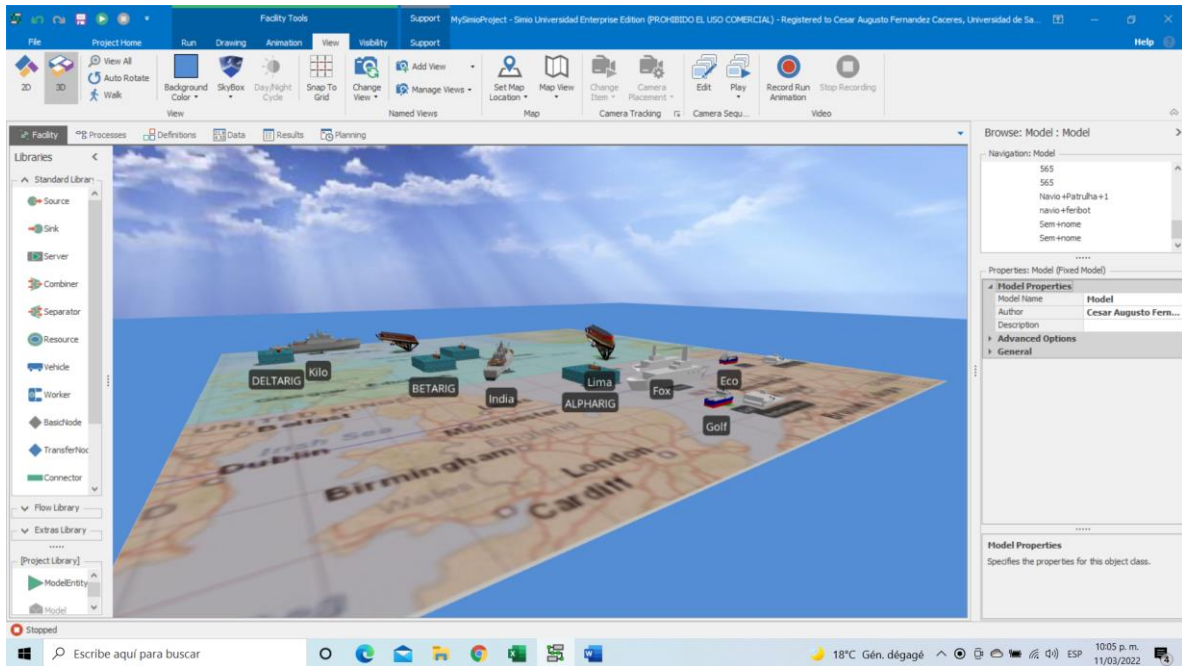 Facility Tools
Support
MySimioProject - Simio Universidad Enterprise Edition (PROHIBIDO EL USO COMERCIAL) - Registered to Cesar Augusto Fernandez Caceres, Universidad de Sa...
File
Project Home
Run
Drawing
Animation
View
Visibility
Support
Help
2D
3D
View All
Auto Rotate
Walk
Background Color
SkyBox
Day/Night Cycle
Snap To Grid
Change View
Add View
Manage Views
Set Map Location
Map View
Change Item
Camera Placement
Edit
Play
Record Run Animation
Stop Recording
View
Named Views
Map
Camera Tracking
Camera Sequ...
Video
Facility
Processes
Definitions
Data
Results
Planning
Libraries
Standard Librar
Source
Sink
Server
Combiner
Separator
Resource
Vehicle
Worker
BasicNode
TransferNoc
Connector
Flow Library
Extras Library
[Project Library]
ModelEntity
Model
DELTARIG
Kilo
BETARIG
India
Lima
ALPHARIG
Fox
Eco
Golf
Belfast
Irish Sea
Dublin
Manchester
England
Birmingham
Wales
London
Cardiff
Browse: Model : Model
Navigation: Model
565
565
Navio+Patrulha+1
navio+feribot
Sem+nome
Sem+nome
Properties: Model (Fixed Model)
Model Properties
Model Name
Model
Author
Cesar Augusto Fern...
Description
Advanced Options
General
Model Properties
Specifies the properties for this object class.
Stopped
Escribe aquí para buscar
18°C Gén. dégagé
ESP
10:05 p. m.
11/03/2022
4